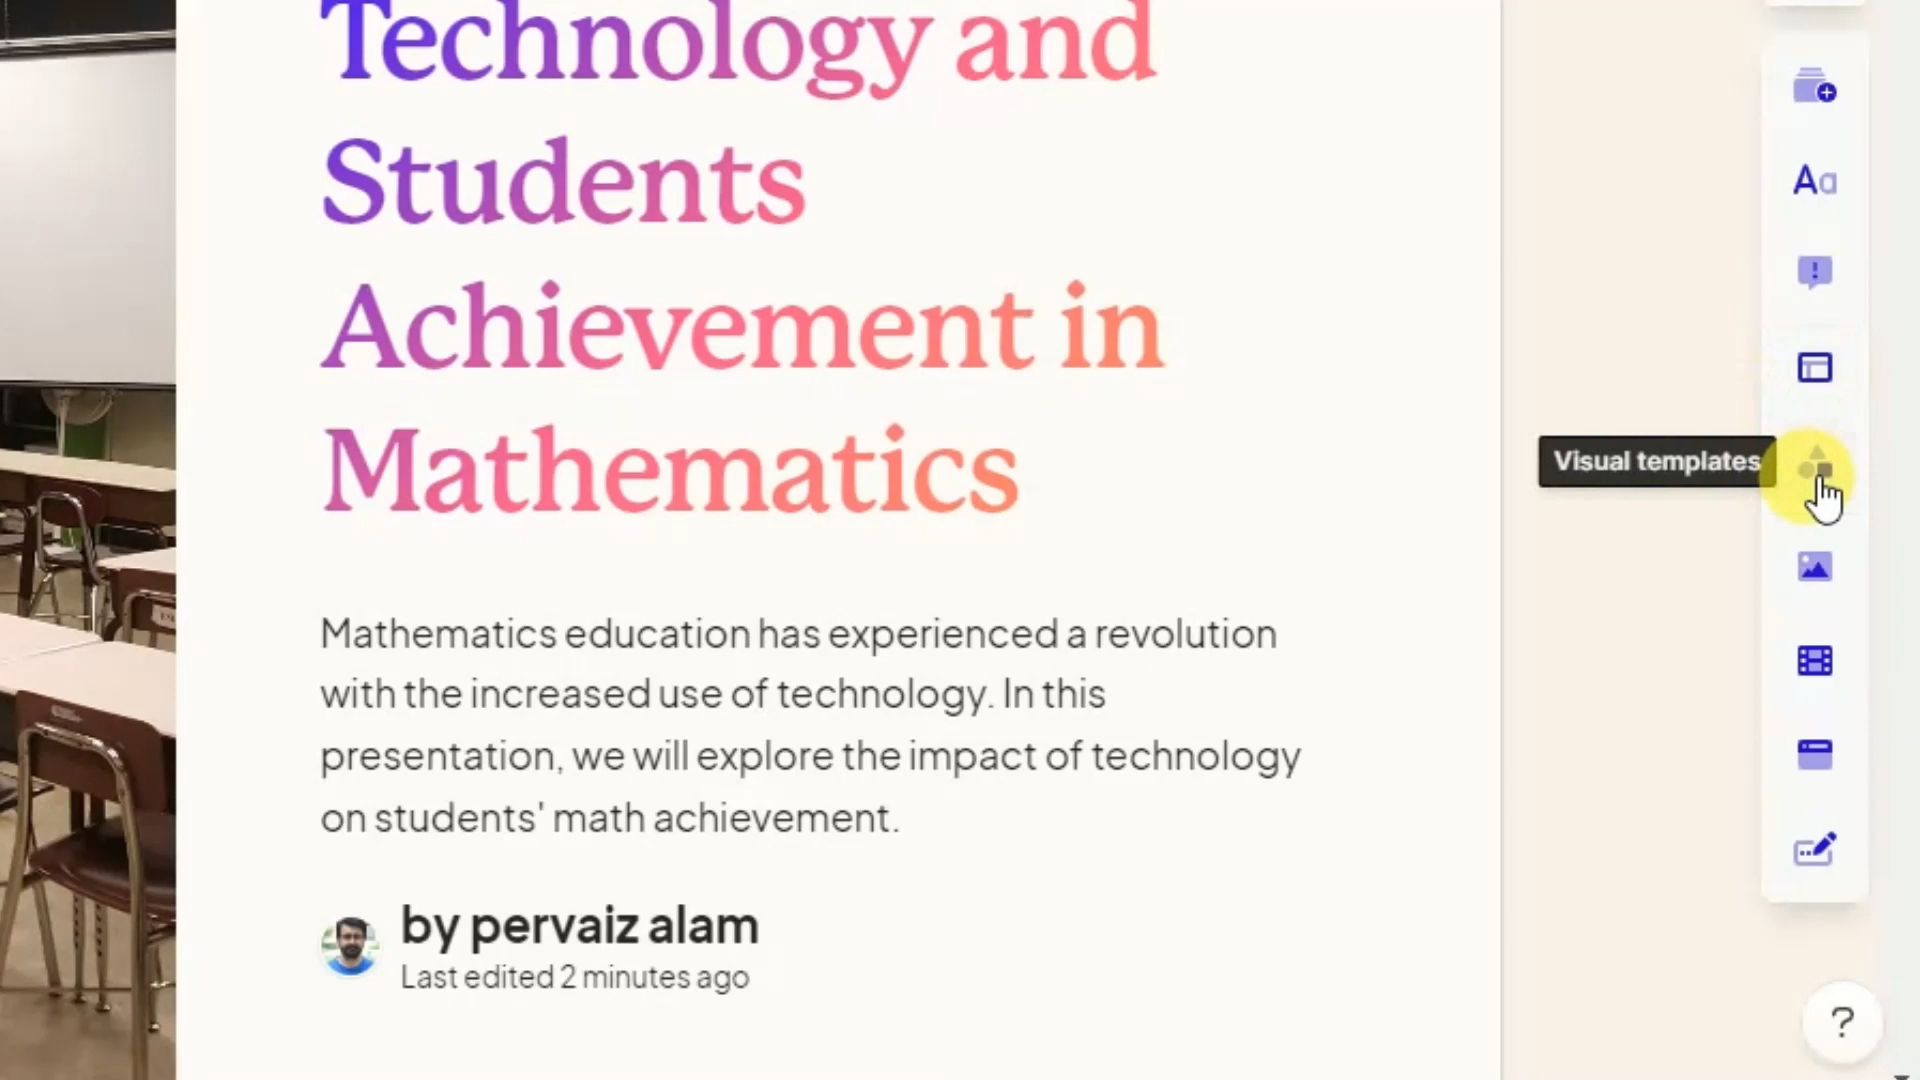 Technology and
Students
Achievement in
Mathematics
Aa
Visual templates
Mathematics education has experienced a revolution
with the increased use of technology. In this
presentation, we will explore the impact of technology
on students' math achievement.
by pervaiz alam
Last edited 2 minutes ago
?